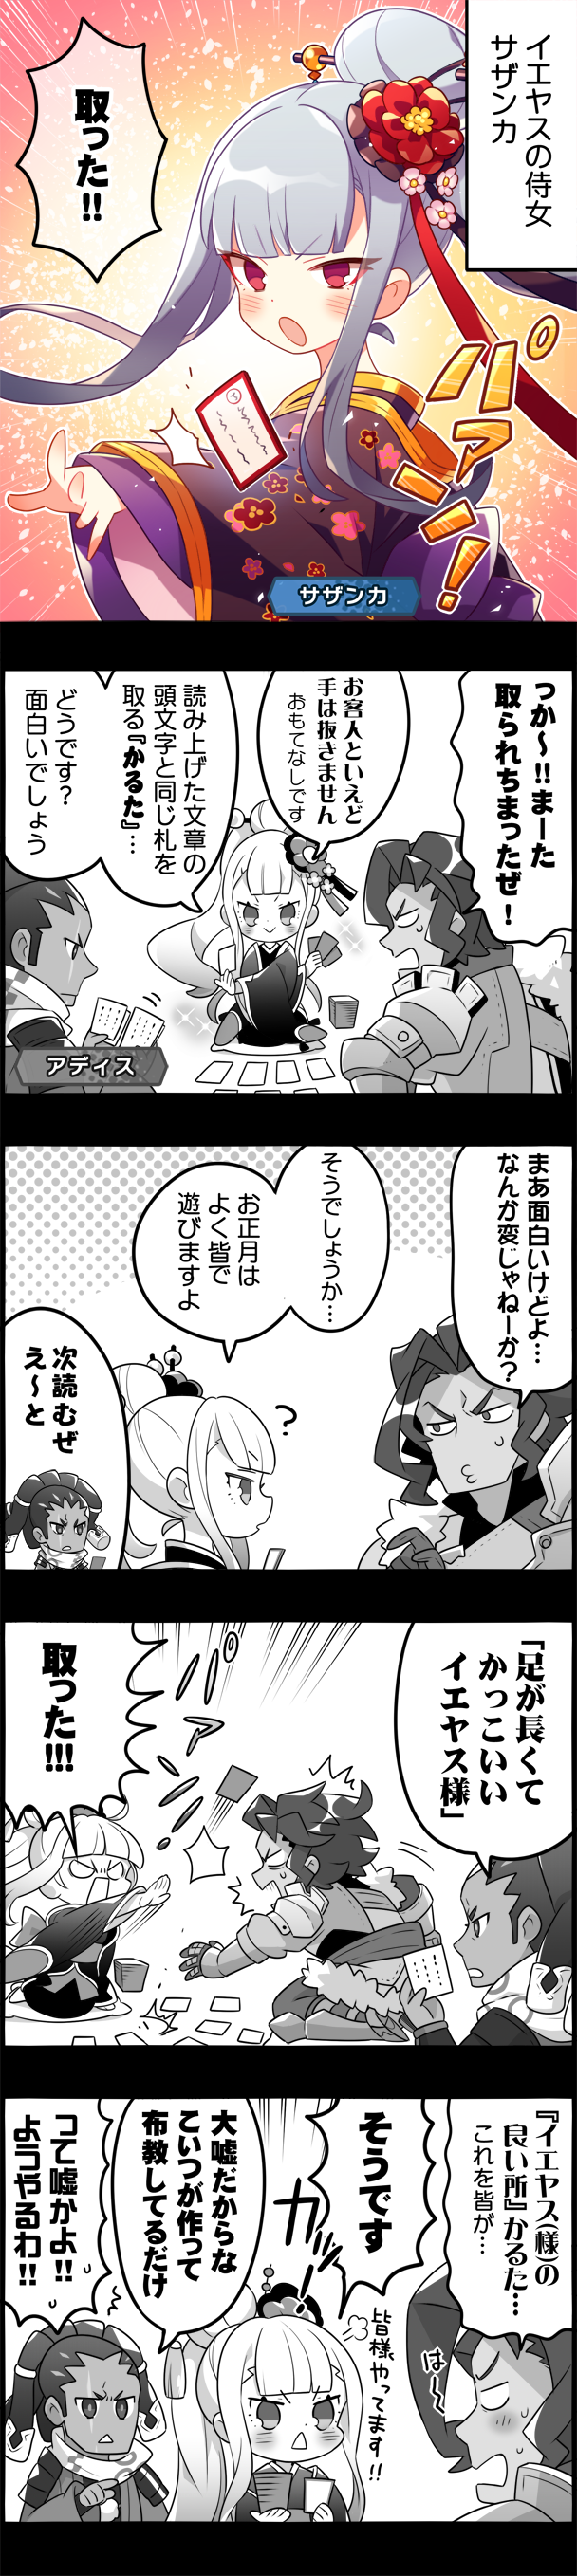 イエヤスの侍女
サザンカ
取った!!
パァーン!
サザンカ
つか〜!!まーた
取られちまったぜ!
お客人といえど
手は抜きません
おもてなしです
読み上げた文章の
頭文字と同じ札を
取る『かるた』…
どうです?
面白いでしょう
アディス
まあ面白いけどよ…
なんか変じゃねーか?
そうでしょうか…
お正月は
よく皆で
遊びますよ
?
次読むぜ
え〜と
「足が長くて
かっこいい
イエヤス様」
パァン
取った!!!
『イエヤス(様)の
良い所』かるた…
これを皆が…
は〜
そうです
皆様やってます!!
カッ!
大嘘だからな
こいつが作って
布教してるだけ
って嘘かよ!!
ようやるわ!!